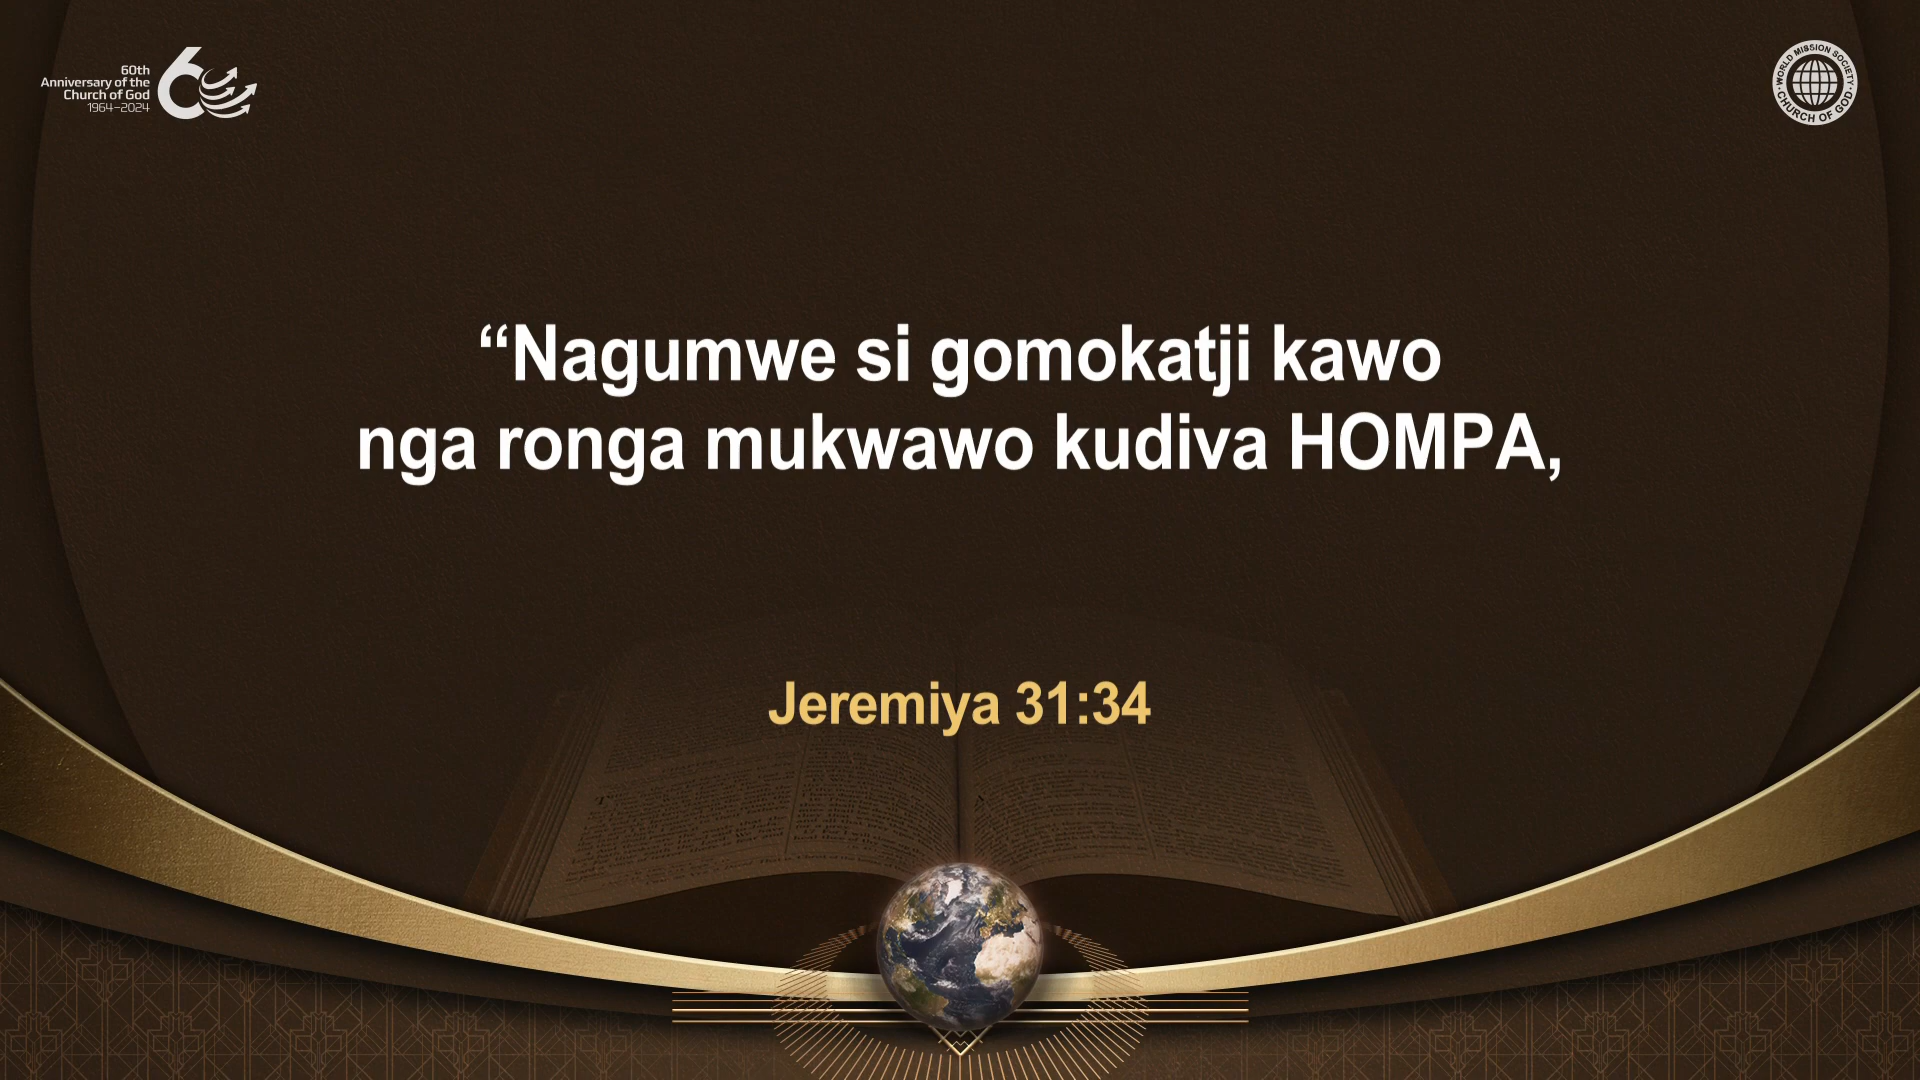 60th
Anniversary of the
Church of God
1964–2024
WORLD MISSION SOCIETY
CHURCH OF GOD
“Nagumwe si gomokatji kawo
nga ronga mukwawo kudiva HOMPA,
Jeremiya 31:34